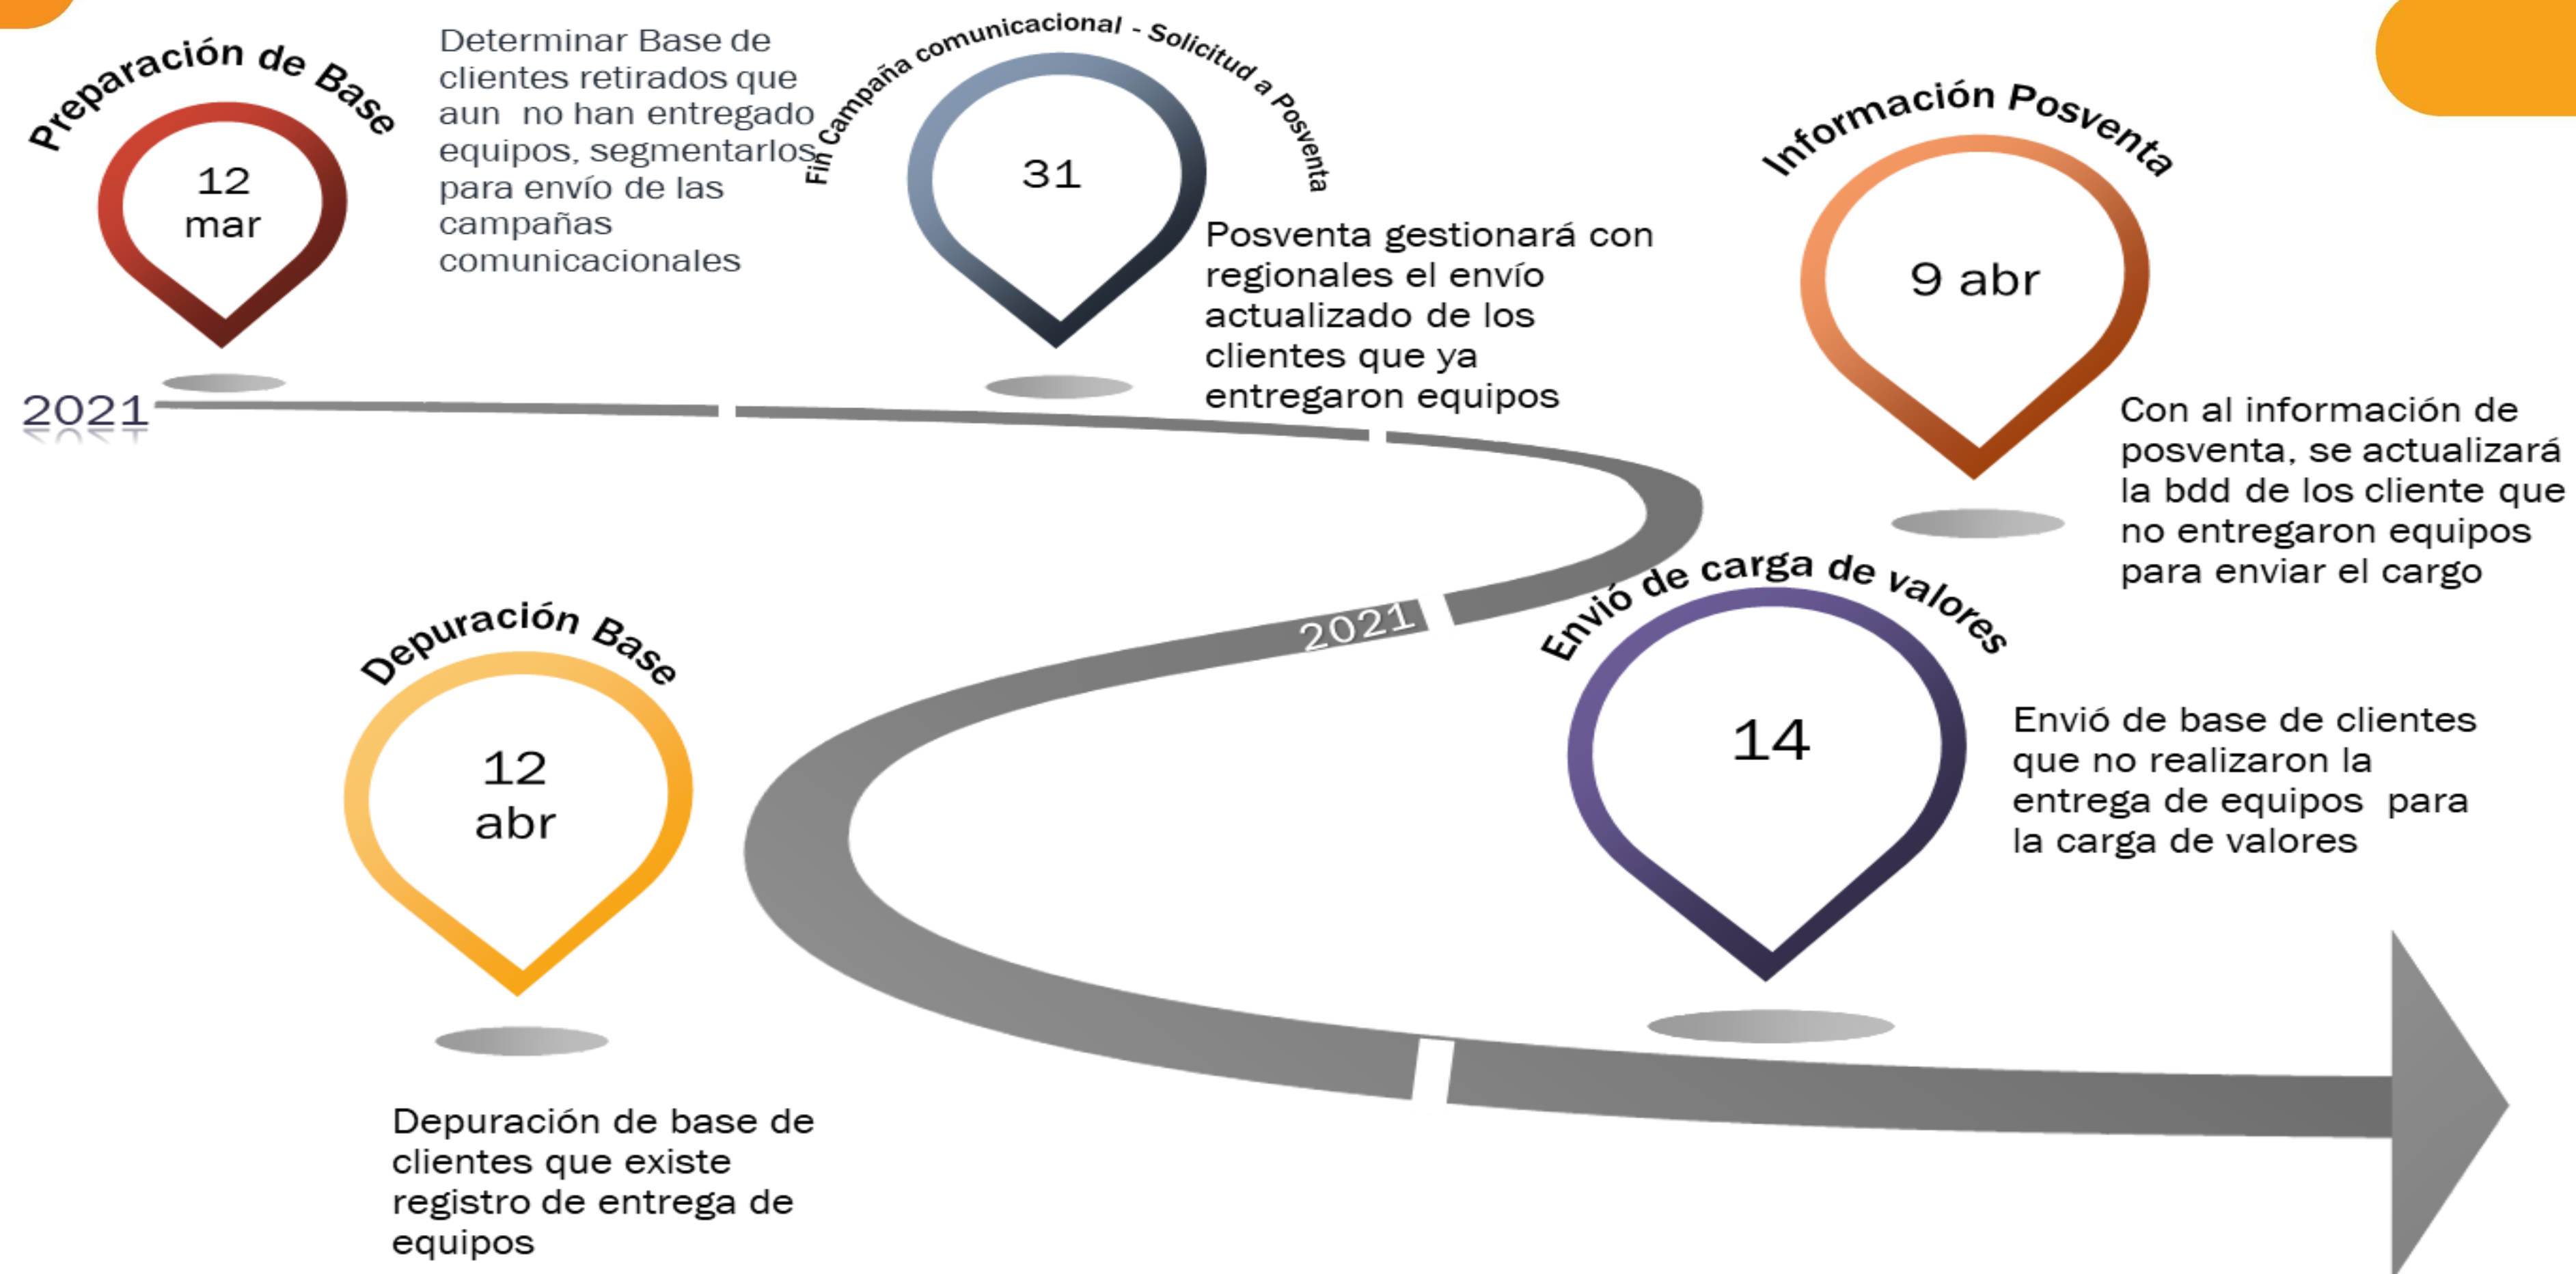 Preparación de Base
12
mar
Determinar Base de
clientes retirados que
aun  no han entregado
equipos, segmentarlos
para envío de las
campañas
comunicacionales
Fin Campaña comunicacional - Solicitud a Posventa
31
Posventa gestionará con
regionales el envío
actualizado de los
clientes que ya
entregaron equipos
Información Posventa
9 abr
Con al información de
posventa, se actualizará
la bdd de los cliente que
no entregaron equipos
para enviar el cargo
2021
2021
Depuración Base
12
abr
Depuración de base de
clientes que existe
registro de entrega de
equipos
Envió de carga de valores
14
Envió de base de clientes
que no realizaron la
entrega de equipos  para
la carga de valores